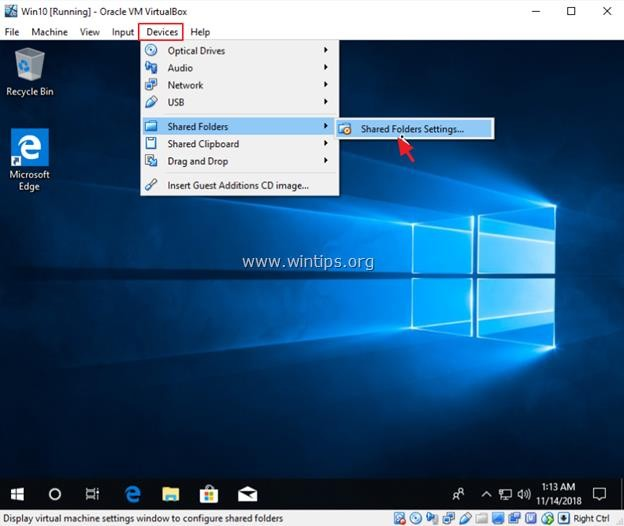 Win10 [Running] - Oracle VM VirtualBox
File Machine View Input Devices Help
Optical Drives
Audio
Network
USB
Shared Folders
Shared Folders Settings...
Shared Clipboard
Drag and Drop
Insert Guest Additions CD image...
Recycle Bin
Microsoft
Edge
www.wintips.org
1:13 AM
11/14/2018
Display virtual machine settings window to configure shared folders
Right Ctrl